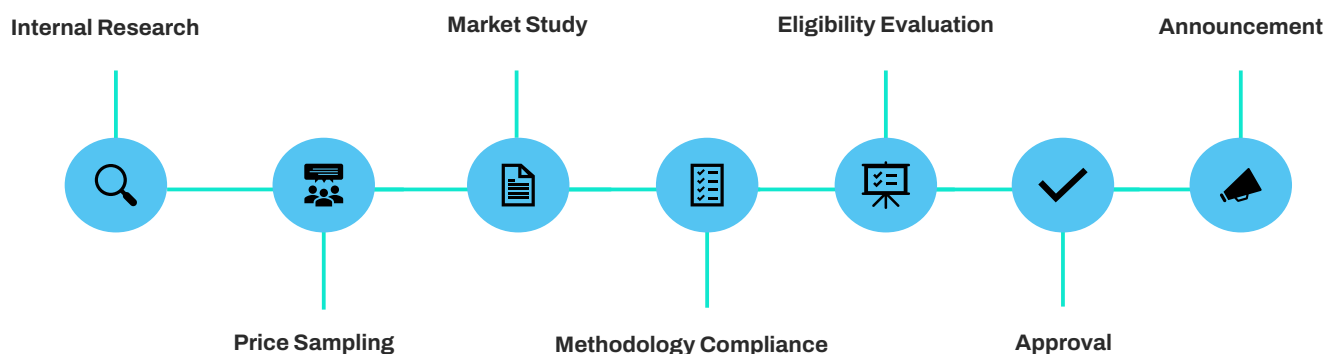 Internal Research
Market Study
Eligibility Evaluation
Announcement
Price Sampling
Methodology Compliance
Approval